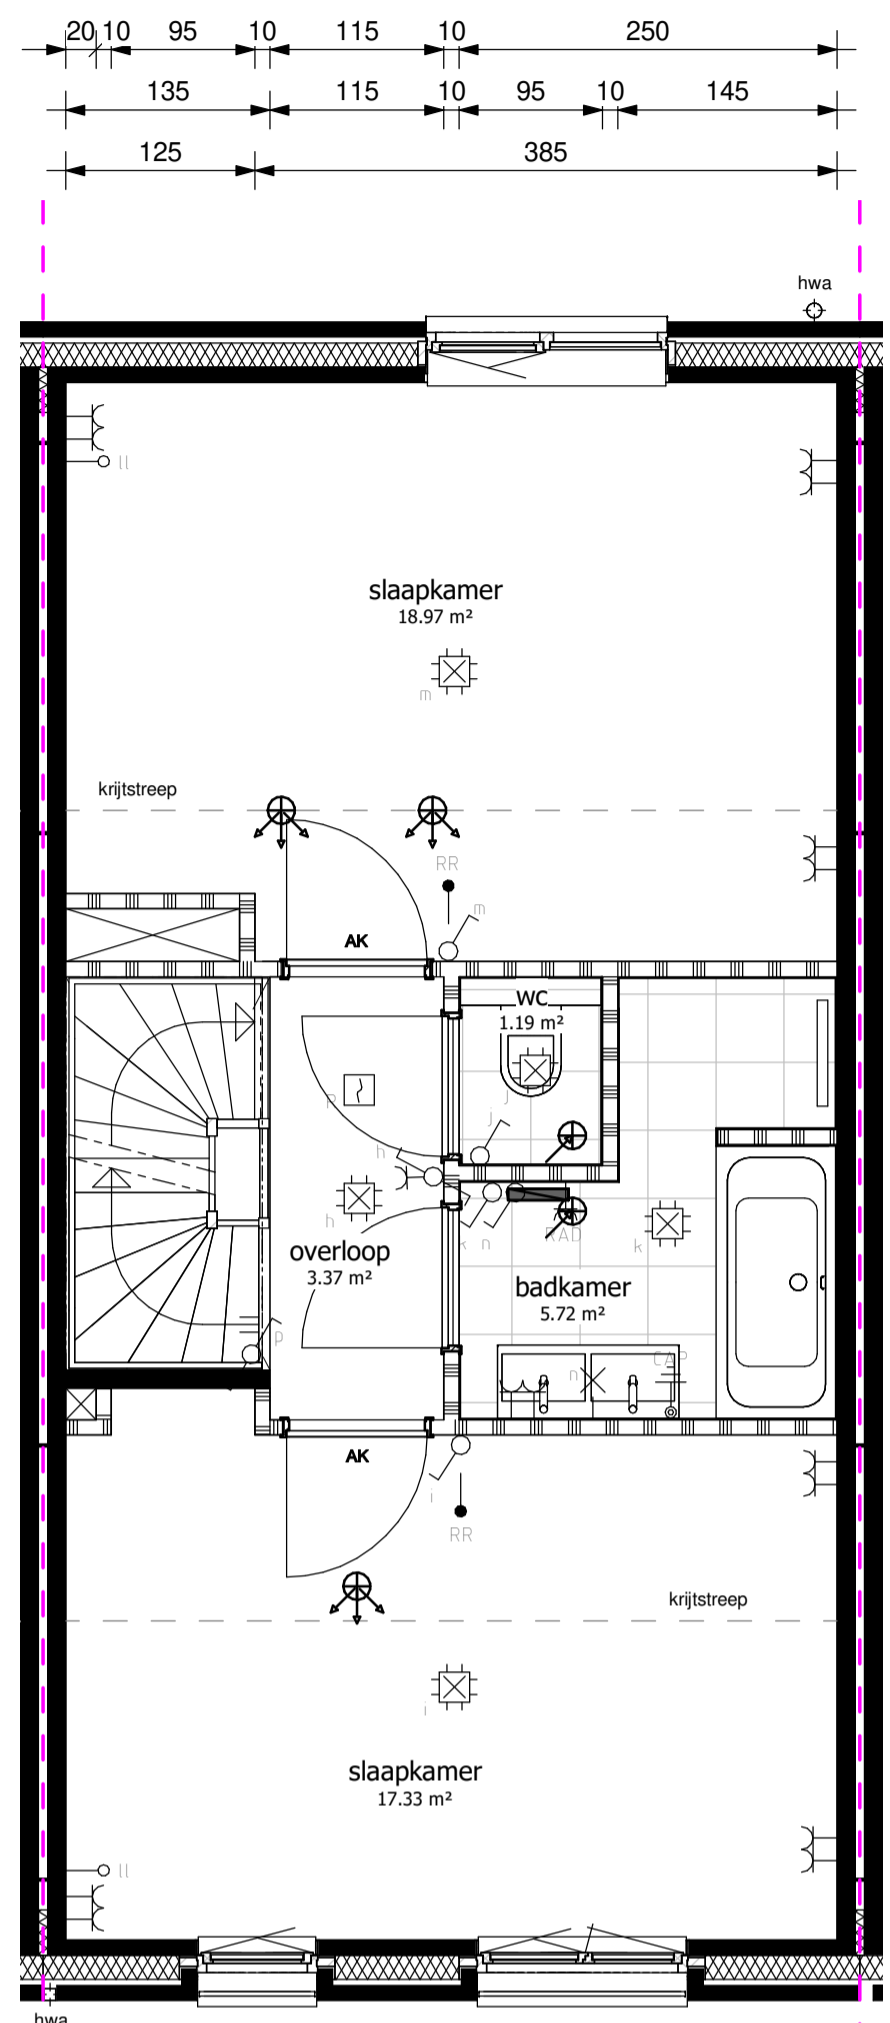 20 10 95 10 115 10 250
135 115 10 95 10 145
125 385
hwa
ll
slaapkamer
18.97 m²
m
krijtstreep
RR
m
AK
WC
1.19 m²
j
p
j
h
h
k n
RAD
k
overloop
3.37 m²
badkamer
5.72 m²
p
CAP
n
AK
i
RR
krijtstreep
i
slaapkamer
17.33 m²
ll
hwa